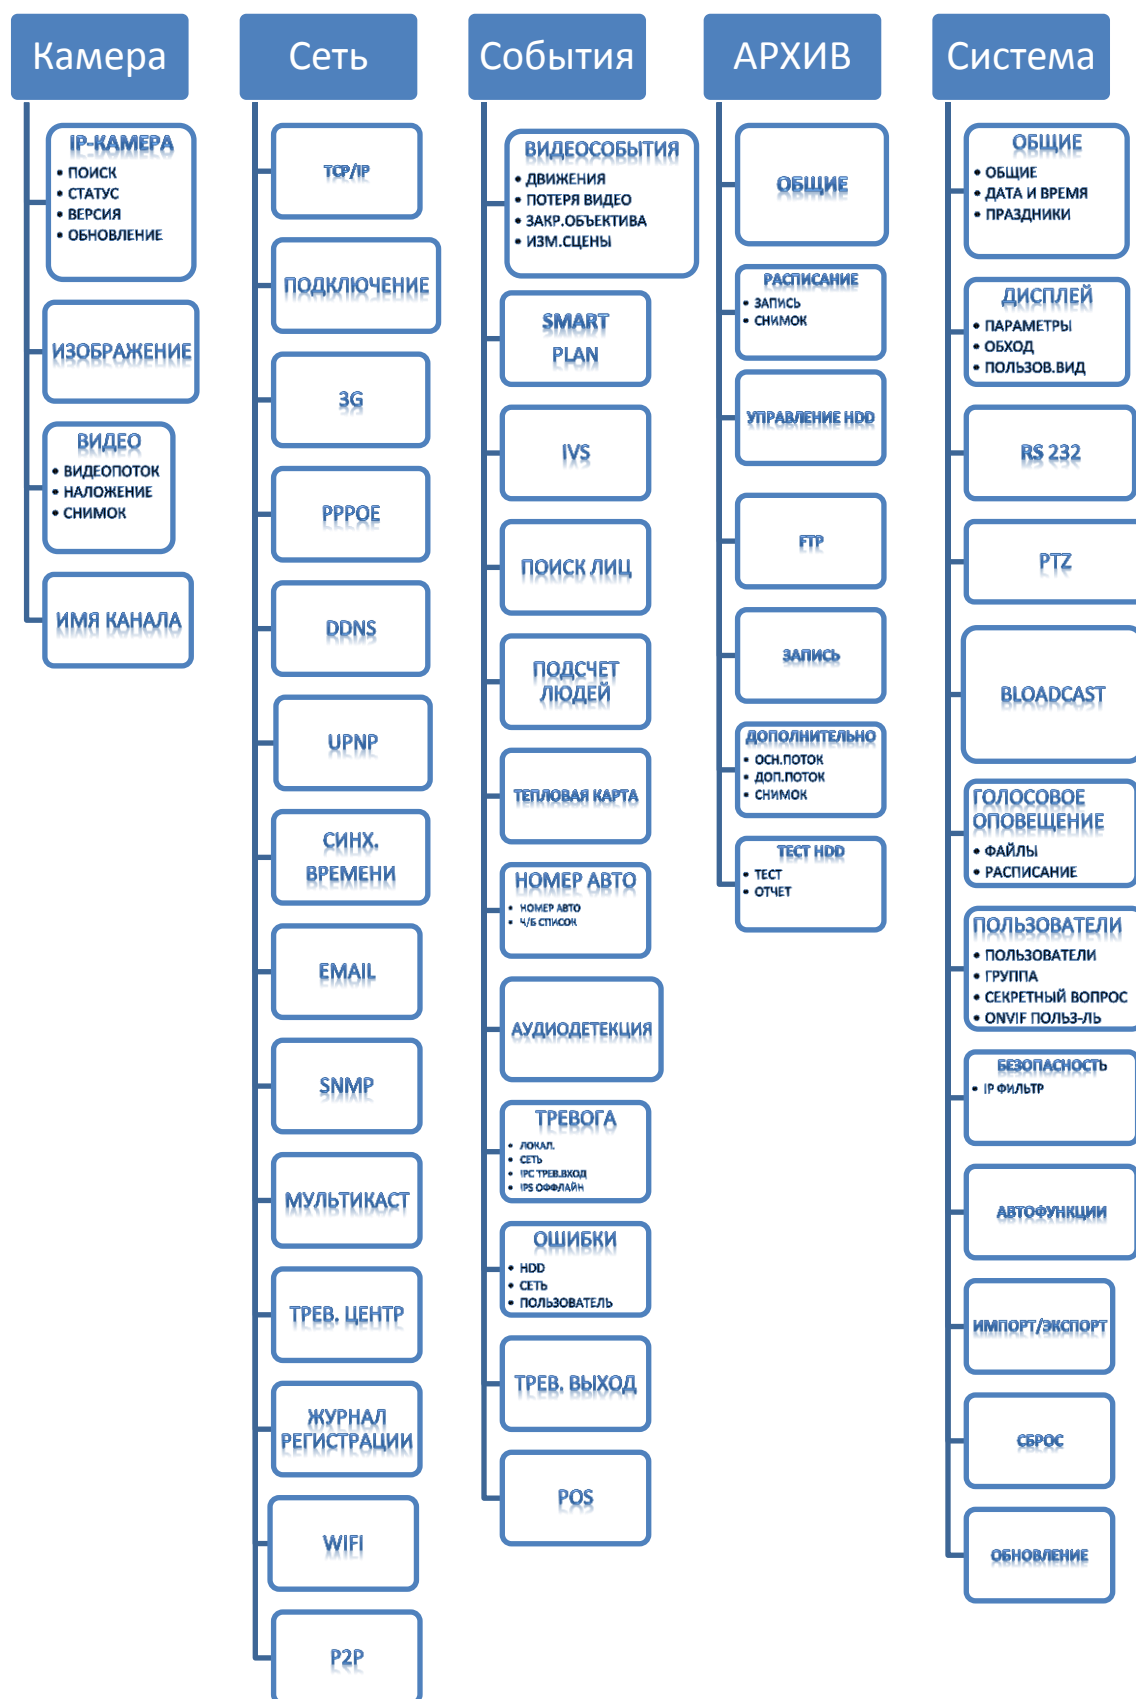 Камера
IP-КАМЕРА
• ПОИСК
• СТАТУС
• ВЕРСИЯ
• ОБНОВЛЕНИЕ
ИЗОБРАЖЕНИЕ
ВИДЕО
• ВИДЕОПОТОК
• НАЛОЖЕНИЕ
• СНИМОК
ИМЯ КАНАЛА
Сеть
TCP/IP
ПОДКЛЮЧЕНИЕ
3G
PPPOE
DDNS
UPNP
СИНХ.
ВРЕМЕНИ
EMAIL
SNMP
МУЛЬТИКАСТ
ТРЕВ. ЦЕНТР
ЖУРНАЛ
РЕГИСТРАЦИИ
WIFI
P2P
События
ВИДЕОСОБЫТИЯ
• ДВИЖЕНИЯ
• ПОТЕРЯ ВИДЕО
• ЗАКР.ОБЪЕКТИВА
• ИЗМ.СЦЕНЫ
SMART
PLAN
IVS
ПОИСК ЛИЦ
ПОДСЧЕТ
ЛЮДЕЙ
ТЕПЛОВАЯ КАРТА
НОМЕР АВТО
• НОМЕР АВТО
• Ч/Б СПИСОК
АУДИОДЕТЕКЦИЯ
ТРЕВОГА
• ЛОКАЛ.
• СЕТЬ
• IPC ТРЕВ.ВХОД
• IPS ОФФЛАЙН
ОШИБКИ
• HDD
• СЕТЬ
• ПОЛЬЗОВАТЕЛЬ
ТРЕВ. ВЫХОД
POS
АРХИВ
ОБЩИЕ
РАСПИСАНИЕ
• ЗАПИСЬ
• СНИМОК
УПРАВЛЕНИЕ HDD
FTP
ЗАПИСЬ
ДОПОЛНИТЕЛЬНО
• ОСН.ПОТОК
• ДОП.ПОТОК
• СНИМОК
ТЕСТ HDD
• ТЕСТ
• ОТЧЕТ
Система
ОБЩИЕ
• ОБЩИЕ
• ДАТА И ВРЕМЯ
• ПРАЗДНИКИ
ДИСПЛЕЙ
• ПАРАМЕТРЫ
• ОБХОД
• ПОЛЬЗОВ.ВИД
RS 232
PTZ
BLOADCAST
ГОЛОСОВОЕ
ОПОВЕЩЕНИЕ
• ФАЙЛЫ
• РАСПИСАНИЕ
ПОЛЬЗОВАТЕЛИ
• ПОЛЬЗОВАТЕЛИ
• ГРУППА
• СЕКРЕТНЫЙ ВОПРОС
• ONVIF ПОЛЬЗ-ЛЬ
БЕЗОПАСНОСТЬ
• IP ФИЛЬТР
АВТОФУНКЦИИ
ИМПОРТ/ЭКСПОРТ
СБРОС
ОБНОВЛЕНИЕ